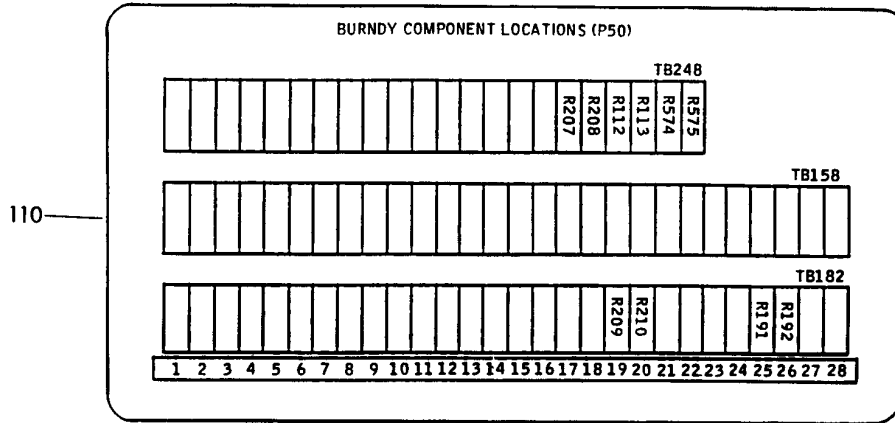 BURNDY COMPONENT LOCATIONS (P50)
TB248
R207 R208 R112 R113 R574 R575
TB158
110
TB182
R209 R210 R191 R192
1 2 3 4 5 6 7 8 9 10 11 12 13 14 15 16 17 18 19 20 21 22 23 24 25 26 27 28